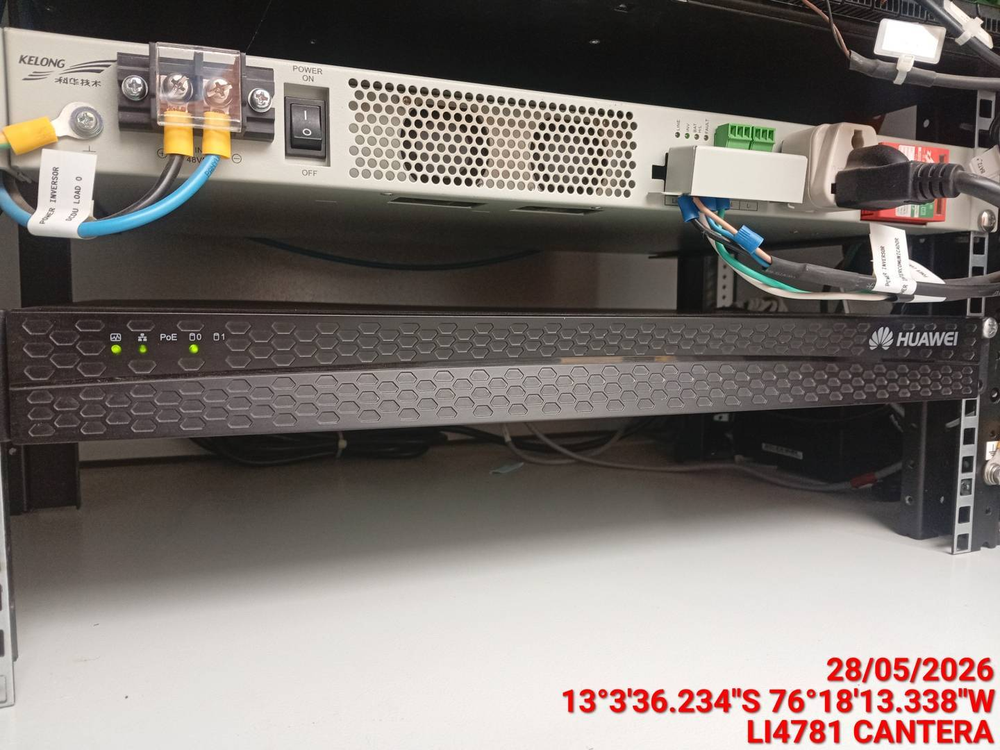 KELONG
科华技术
POWER
ON
OFF
IN
48V
LINE
INV
BAT
H/L
FAULT
POWER INVERSOR
DCDU LOAD 0
POWER INVERSOR
INTERCOMUNICADOR
PoE
0
1
HUAWEI
28/05/2026
13°3'36.234"S 76°18'13.338"W
LI4781 CANTERA